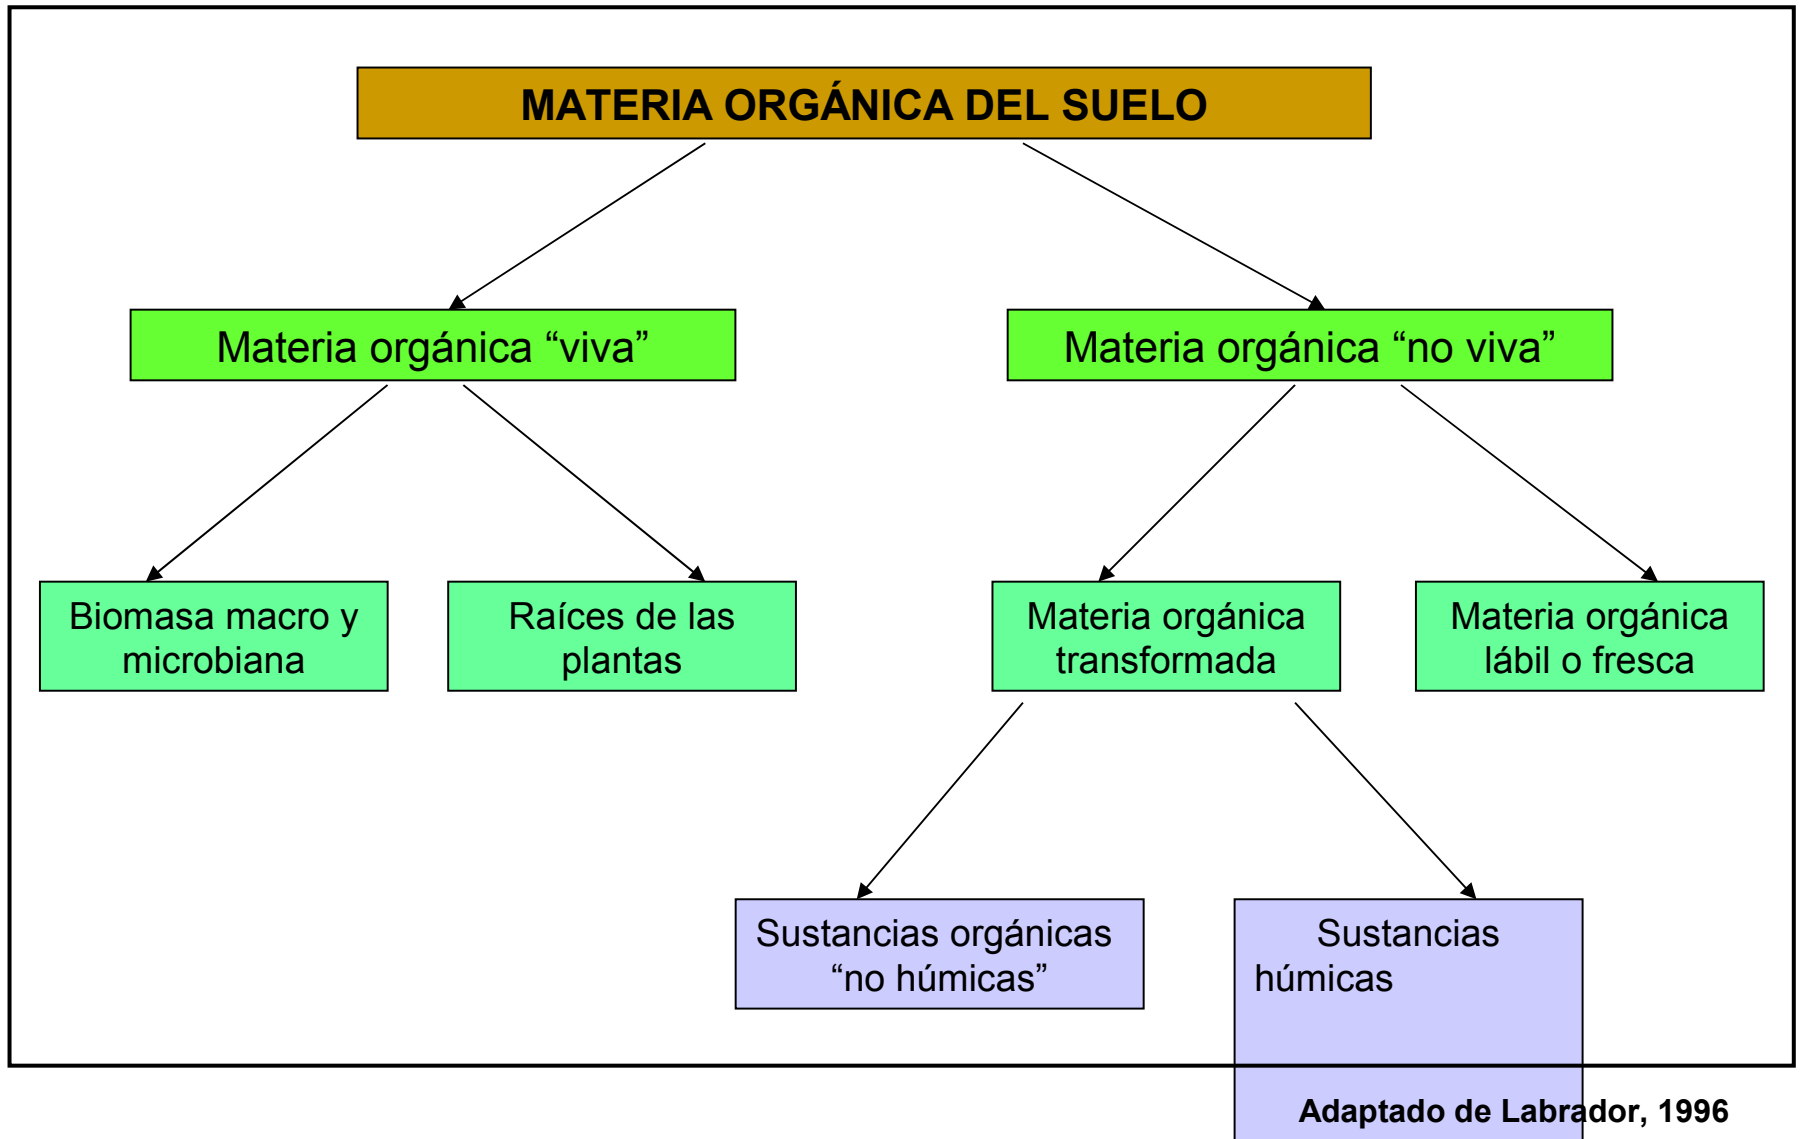 MATERIA ORGÁNICA DEL SUELO
Materia orgánica “viva”
Materia orgánica “no viva”
Biomasa macro y
microbiana
Raíces de las
plantas
Materia orgánica
transformada
Materia orgánica
lábil o fresca
Sustancias orgánicas
“no húmicas”
Sustancias
húmicas
Adaptado de Labrador, 1996